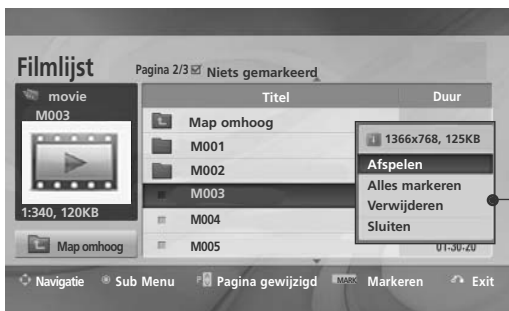 Filmlijst Pagina 2/3 Niets gemarkeerd
movie
M003
1:340, 120KB
Map omhoog
Titel Duur
Map omhoog
M001
M002
M003
M004
M005 01:30:20
1366x768, 125KB
Afspelen
Alles markeren
Verwijderen
Sluiten
Navigatie Sub Menu P Pagina gewijzigd MARK Markeren Exit